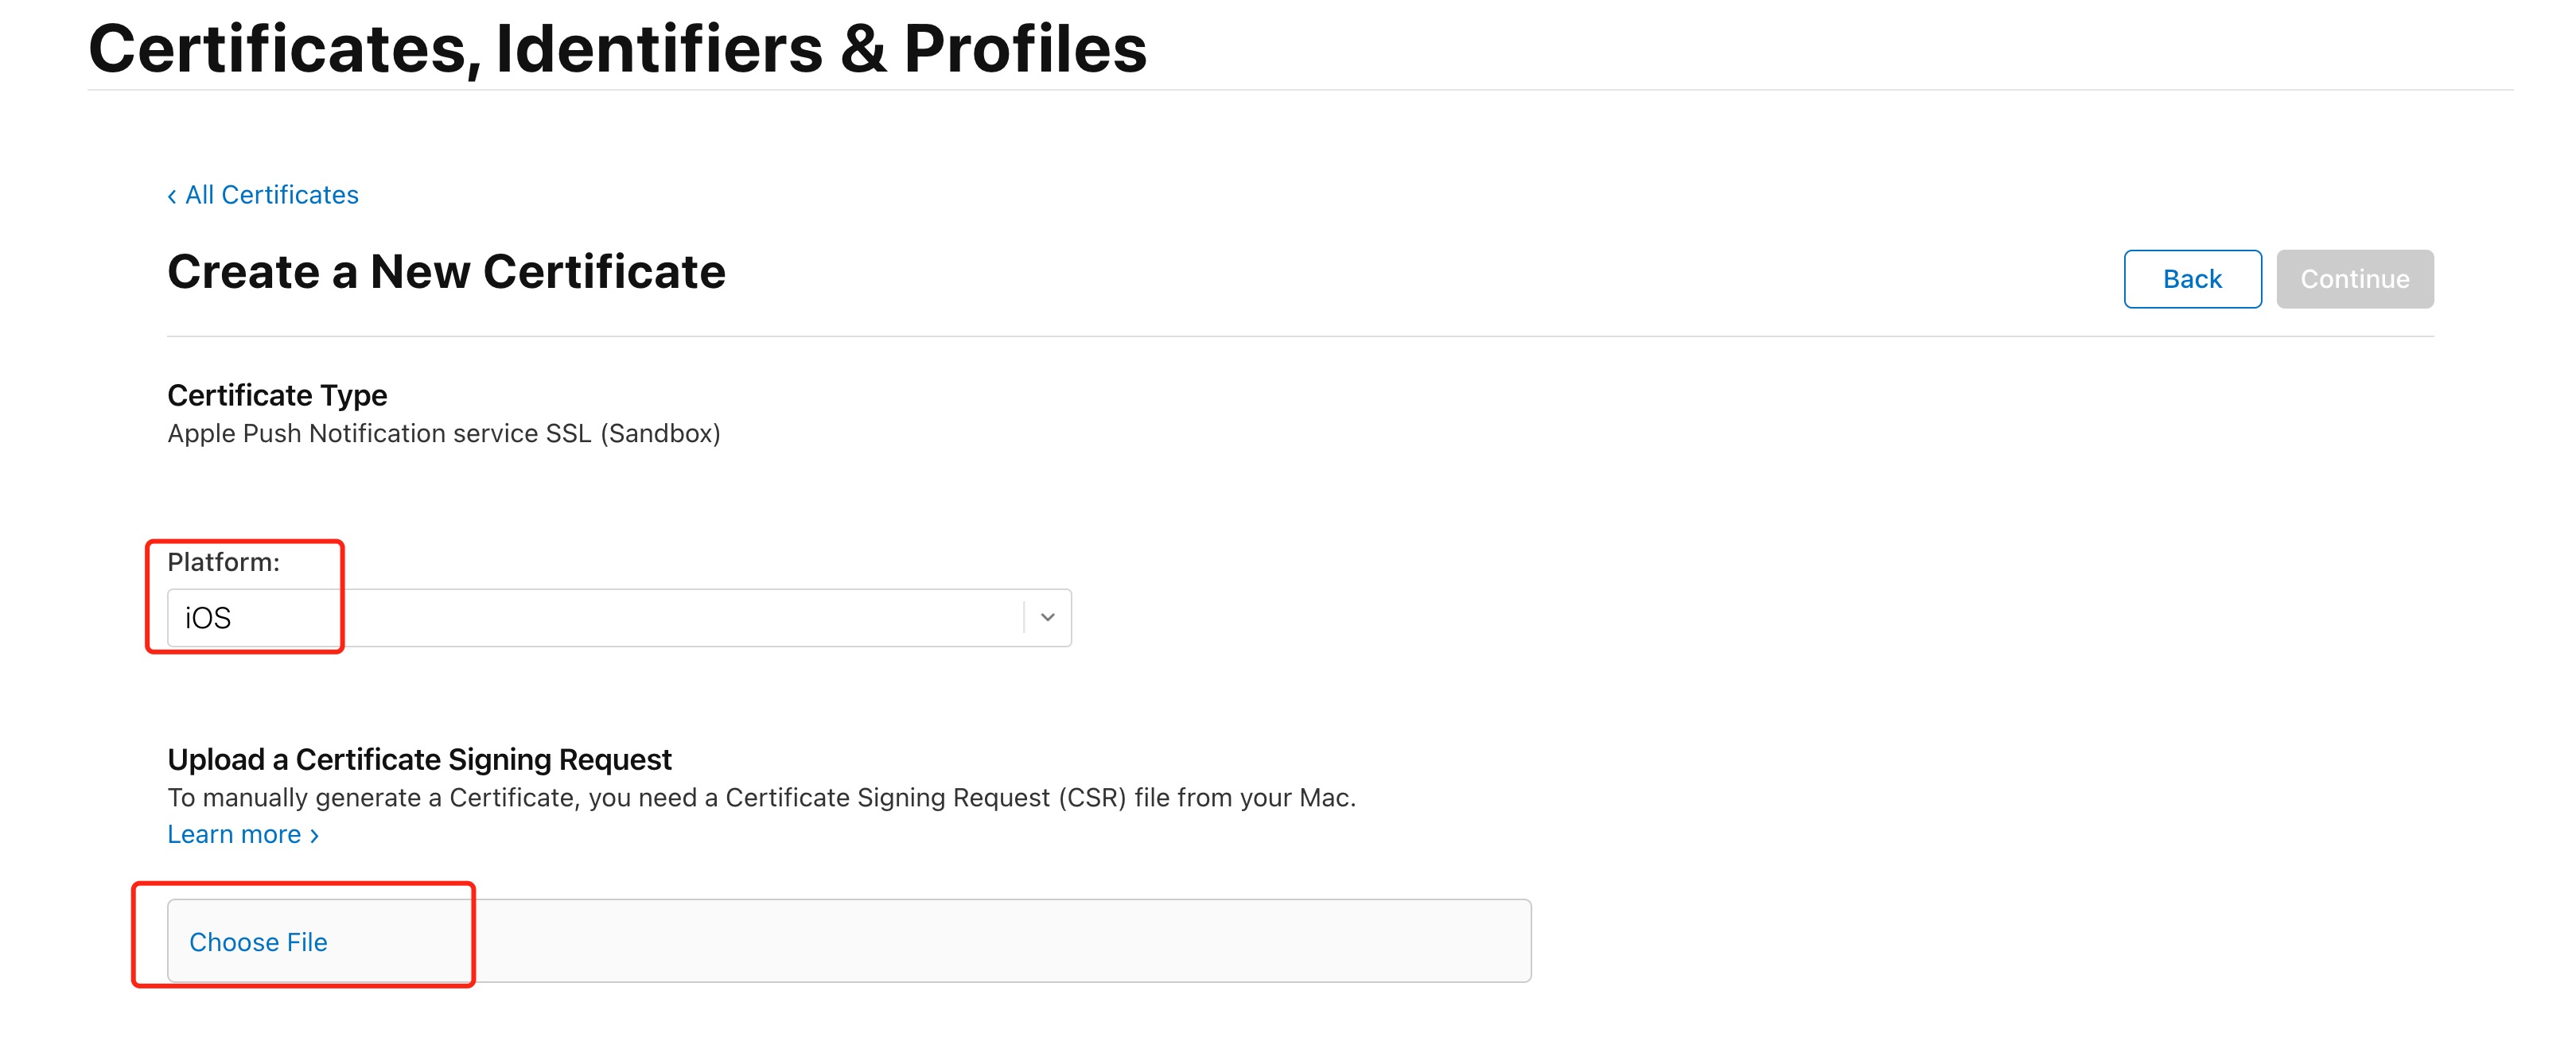 Certificates, Identifiers & Profiles
‹ All Certificates
Create a New Certificate
Back
Continue
Certificate Type
Apple Push Notification service SSL (Sandbox)
Platform:
iOS
Upload a Certificate Signing Request
To manually generate a Certificate, you need a Certificate Signing Request (CSR) file from your Mac.
Learn more ›
Choose File